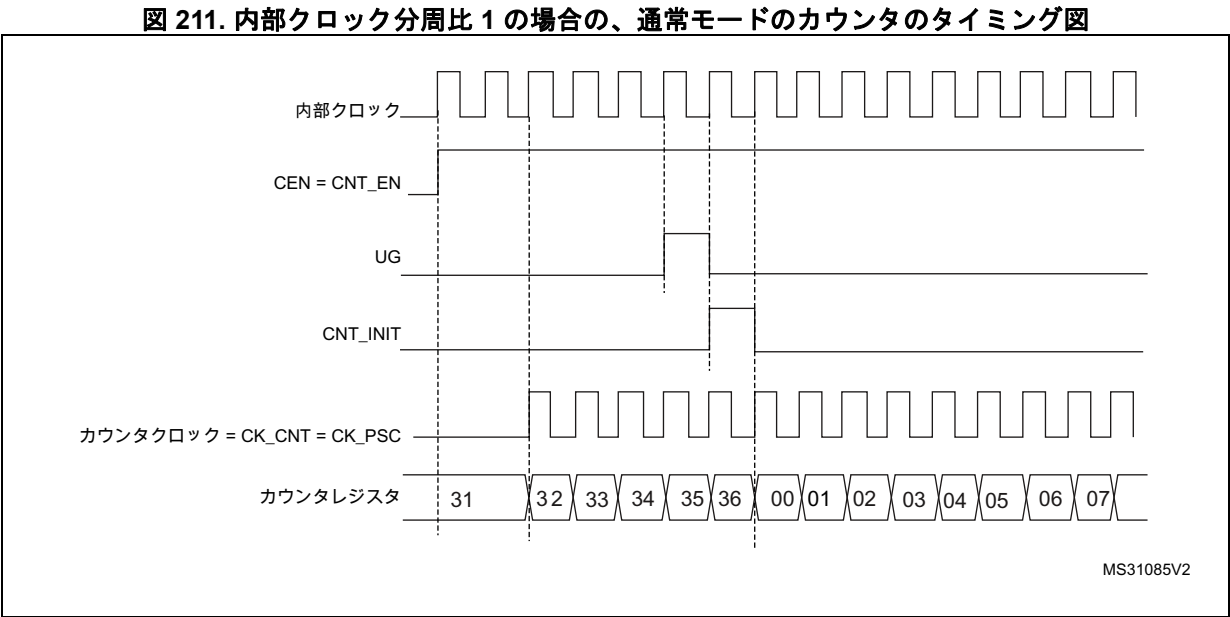 図 211. 内部クロック分周比 1 の場合の、通常モードのカウンタのタイミング図
内部クロック
CEN = CNT_EN
UG
CNT_INIT
カウンタクロック = CK_CNT = CK_PSC
カウンタレジスタ 31 32 33 34 35 36 00 01 02 03 04 05 06 07
MS31085V2